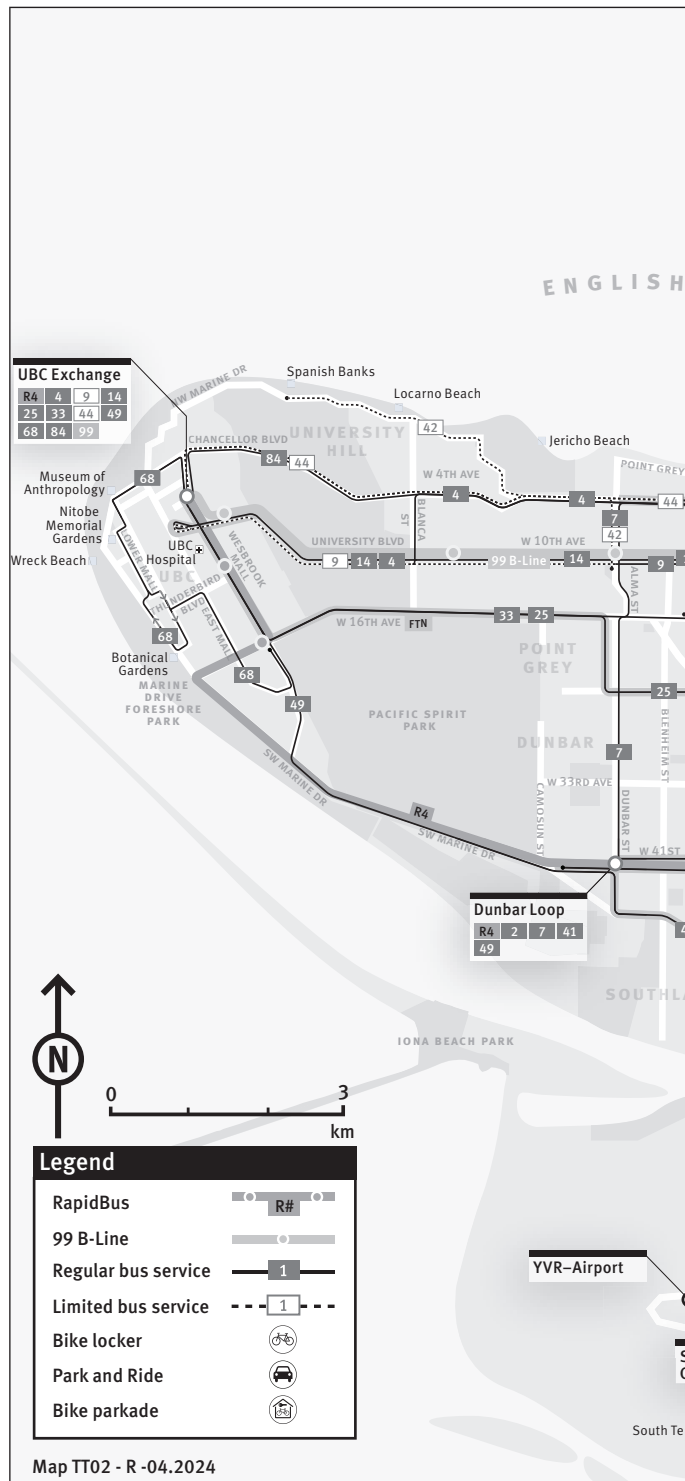 ENGLISH
UBC Exchange
R4 4 9 14
25 33 44 49
68 84 99
NW MARINE DR
Spanish Banks
Locarno Beach
Jericho Beach
42
CHANCELLOR BLVD
UNIVERSITY
HILL
84
44
W 4TH AVE
4
4
44
POINT GREY
68
Museum of
Anthropology
Nitobe
Memorial
Gardens
Wreck Beach
LOWER MALL
UBC
Hospital
UBC
THUNDERBIRD
BLVD
WESBROOK
MALL
EAST MALL
BLANCA
ST
UNIVERSITY BLVD
W 10TH AVE
7
42
9 14 4
99 B-Line
14
9
ALMA ST
W 16TH AVE
FTN
33 25
68
68
Botanical
Gardens
MARINE
DRIVE
FORESHORE
PARK
49
POINT
GREY
25
PACIFIC SPIRIT
PARK
DUNBAR
7
BLENHEIM ST
W 33RD AVE
CAMOSUN ST
DUNBAR ST
SW MARINE DR
R4
SW MARINE DR
W 41ST
Dunbar Loop
R4 2 7 41
49
SOUTHLA
IONA BEACH PARK
N
0 3
km
Legend
RapidBus R#
99 B-Line
Regular bus service 1
Limited bus service 1
Bike locker
Park and Ride
Bike parkade
YVR–Airport
South Te
Map TT02 - R -04.2024